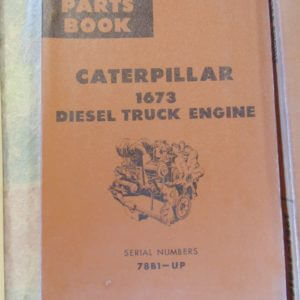 PARTS
BOOK
CATERPILLAR
1673
DIESEL TRUCK ENGINE
SERIAL NUMBERS
78B1–UP